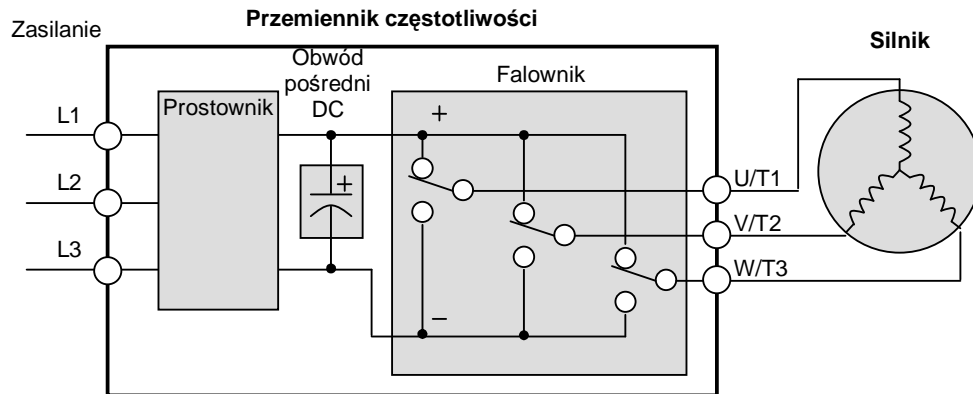 Przemiennik częstotliwości
Zasilanie
Silnik
Obwód
pośredni
DC
Falownik
Prostownik
L1
+
+
L2
U/T1
V/T2
L3
W/T3
–